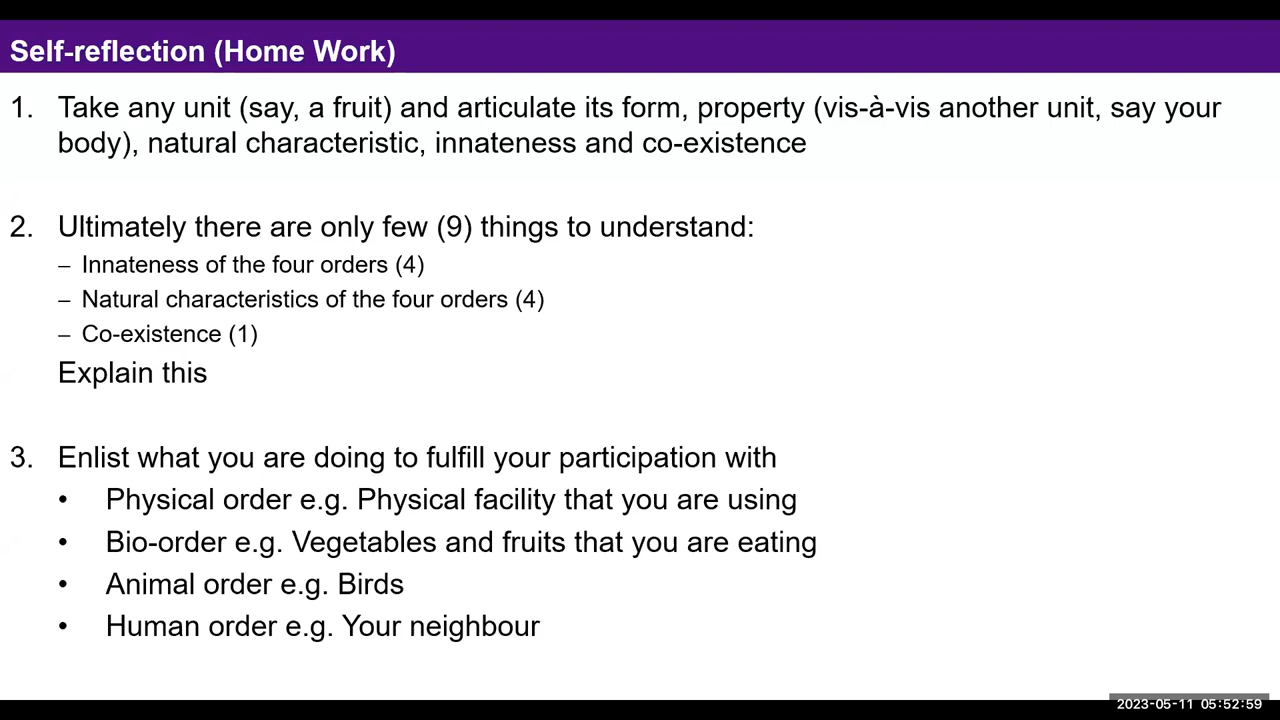 Self-reflection (Home Work)
1. Take any unit (say, a fruit) and articulate its form, property (vis-à-vis another unit, say your
body), natural characteristic, innateness and co-existence
2. Ultimately there are only few (9) things to understand:
– Innateness of the four orders (4)
– Natural characteristics of the four orders (4)
– Co-existence (1)
Explain this
3. Enlist what you are doing to fulfill your participation with
• Physical order e.g. Physical facility that you are using
• Bio-order e.g. Vegetables and fruits that you are eating
• Animal order e.g. Birds
• Human order e.g. Your neighbour
2023-05-11 05:52:59